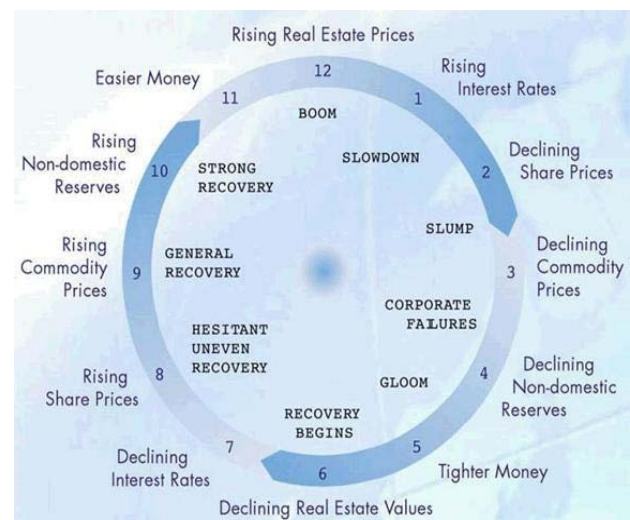 Rising Real Estate Prices
12
Rising
Interest Rates
1
Declining
Share Prices
2
Declining
Commodity
Prices
3
Declining
Non-domestic
Reserves
4
Tighter Money
5
Declining Real Estate Values
6
Declining
Interest Rates
7
Rising
Share Prices
8
Rising
Commodity
Prices
9
Rising
Non-domestic
Reserves
10
Easier Money
11
BOOM
SLOWDOWN
SLUMP
CORPORATE
FAILURES
GLOOM
RECOVERY
BEGINS
HESITANT
UNEVEN
RECOVERY
GENERAL
RECOVERY
STRONG
RECOVERY